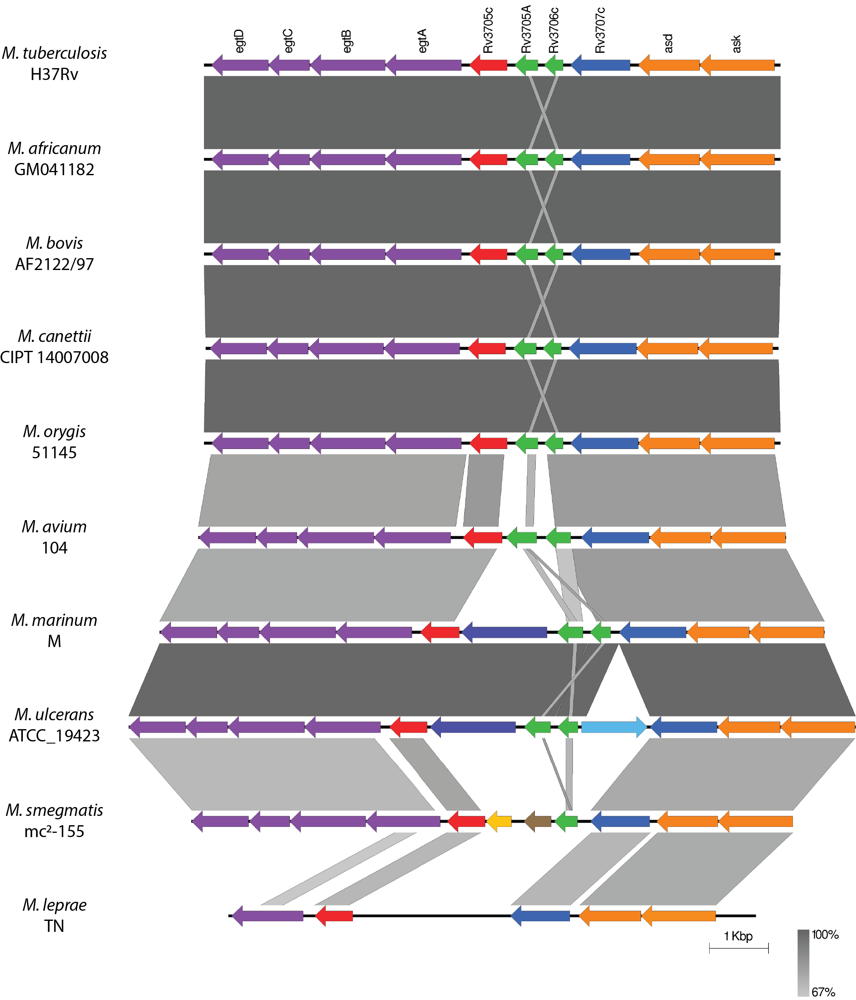 egtD
egtC
egtB
egtA
Rv3705c
Rv3705A
Rv3706c
Rv3707c
asd
ask
M. tuberculosis
H37Rv
M. africanum
GM041182
M. bovis
AF2122/97
M. canettii
CIPT 14007008
M. orygis
51145
M. avium
104
M. marinum
M
M. ulcerans
ATCC_19423
M. smegmatis
mc²-155
M. leprae
TN
1 Kbp
100%
67%